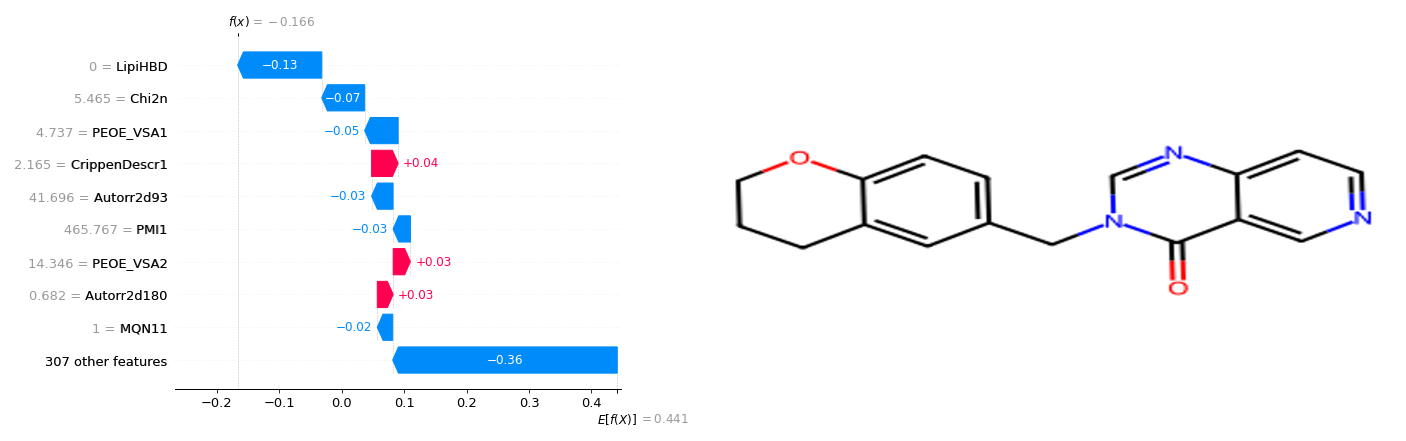 f(x) = −0.166
0 = LipiHBD
−0.13
5.465 = Chi2n
−0.07
4.737 = PEOE_VSA1
−0.05
2.165 = CrippenDescr1
+0.04
41.696 = Autorr2d93
−0.03
465.767 = PMI1
−0.03
14.346 = PEOE_VSA2
+0.03
0.682 = Autorr2d180
+0.03
1 = MQN11
−0.02
307 other features
−0.36
−0.2 −0.1 0.0 0.1 0.2 0.3 0.4
E[f(X)] = 0.441
O
N
N
N
O